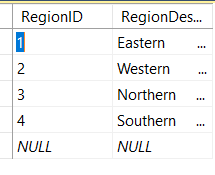 RegionID RegionDes...
1 Eastern ...
2 Western ...
3 Northern ...
4 Southern ...
NULL NULL